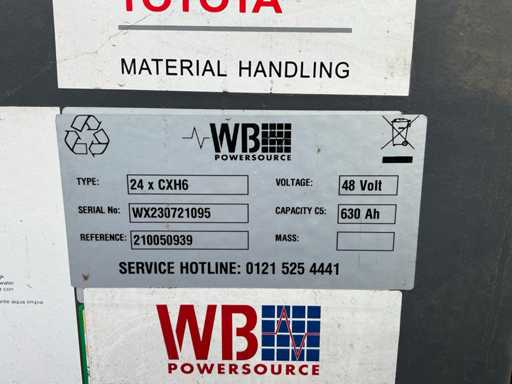 TOYOTA
MATERIAL HANDLING
WB
POWERSOURCE
TYPE: 24 x CXH6 VOLTAGE: 48 Volt
SERIAL No: WX230721095 CAPACITY C5: 630 Ah
REFERENCE: 210050939 MASS:
SERVICE HOTLINE: 0121 525 4441
WB
POWERSOURCE